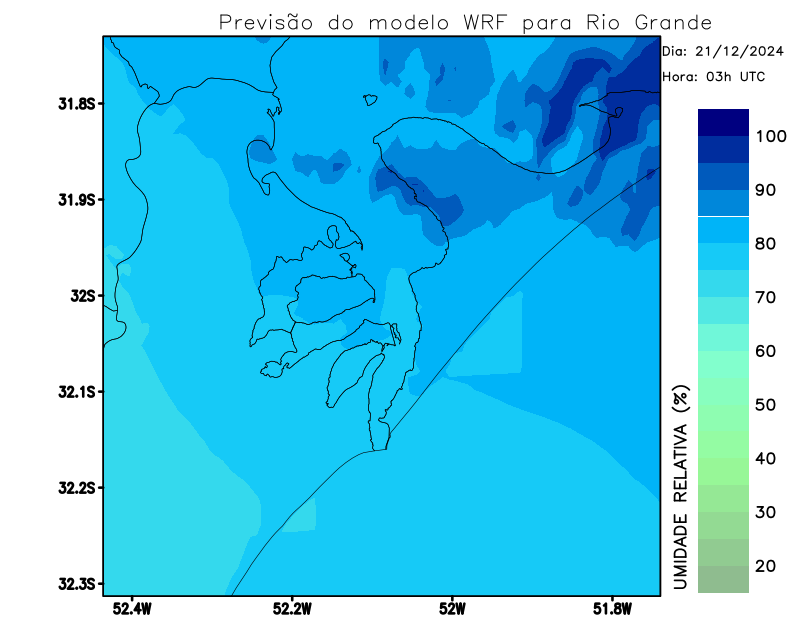 Previsão do modelo WRF para Rio Grande
Dia: 21/12/2024
Hora: 03h UTC
31.8S
31.9S
32S
32.1S
32.2S
32.3S
52.4W
52.2W
52W
51.8W
100
90
80
70
60
50
40
30
20
UMIDADE RELATIVA (%)